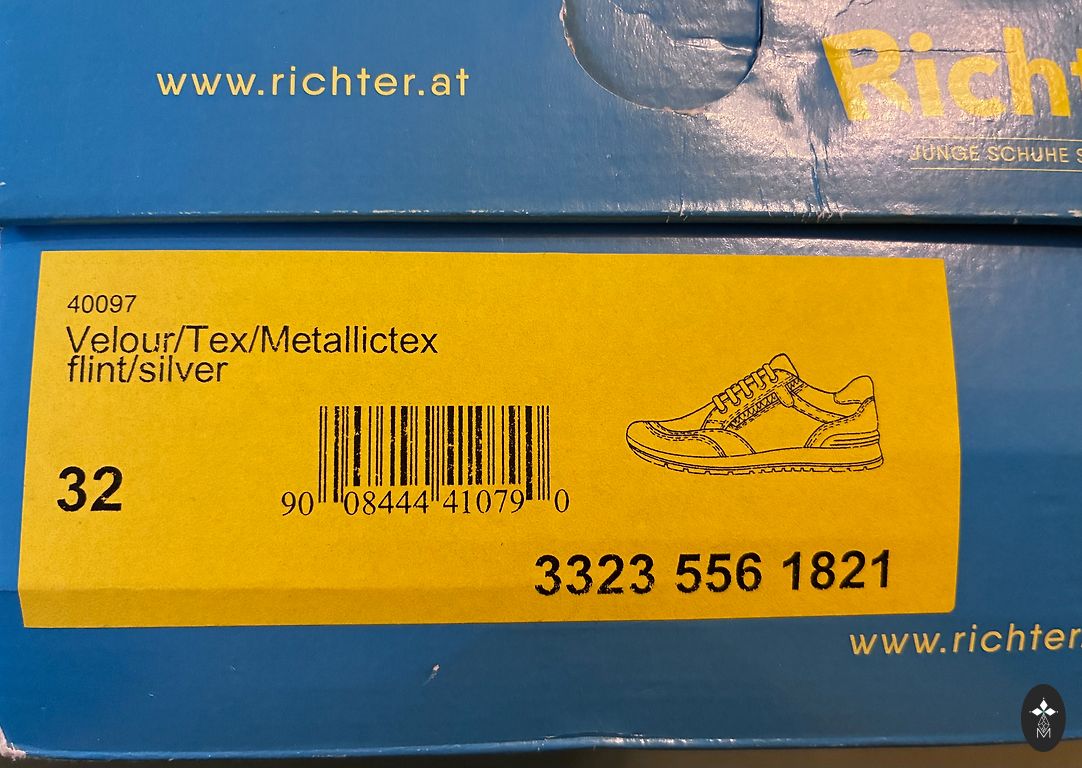 www.richter.at
Richt
JUNGE SCHUHE S
40097
Velour/Tex/Metallictex
flint/silver
32
90 08444 41079 0
3323 556 1821
www.richter.
M